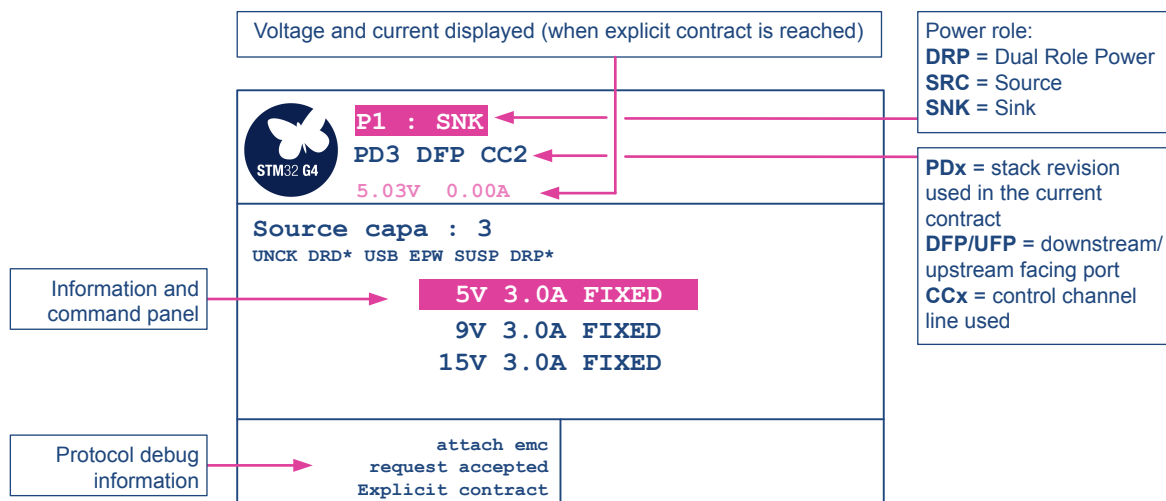 Voltage and current displayed (when explicit contract is reached)
Power role:
DRP = Dual Role Power
SRC = Source
SNK = Sink
P1 : SNK
PD3 DFP CC2
5.03V 0.00A
STM32 G4
PDx = stack revision
used in the current
contract
DFP/UFP = downstream/
upstream facing port
CCx = control channel
line used
Source capa : 3
UNCK DRD* USB EPW SUSP DRP*
Information and
command panel
5V 3.0A FIXED
9V 3.0A FIXED
15V 3.0A FIXED
Protocol debug
information
attach emc
request accepted
Explicit contract